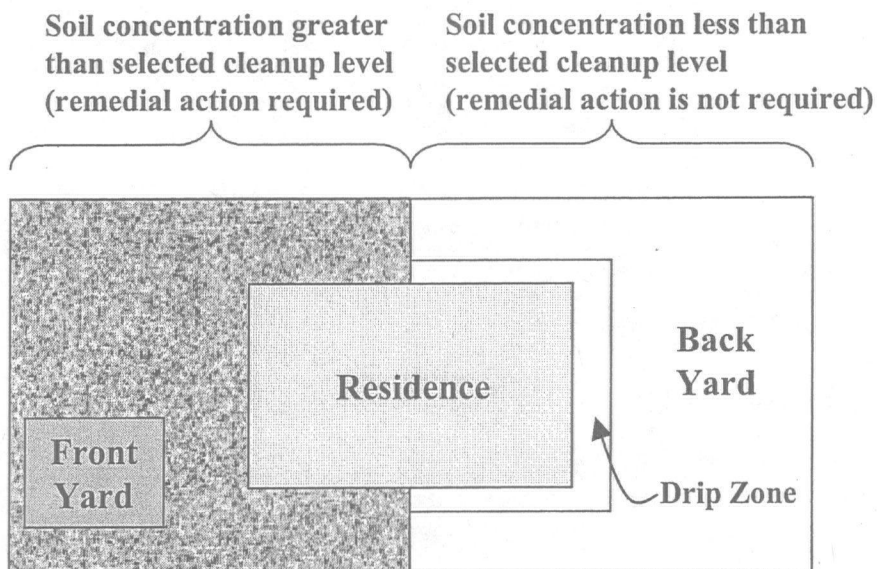 Soil concentration greater
than selected cleanup level
(remedial action required)
Soil concentration less than
selected cleanup level
(remedial action is not required)
Residence
Back
Yard
Front
Yard
Drip Zone